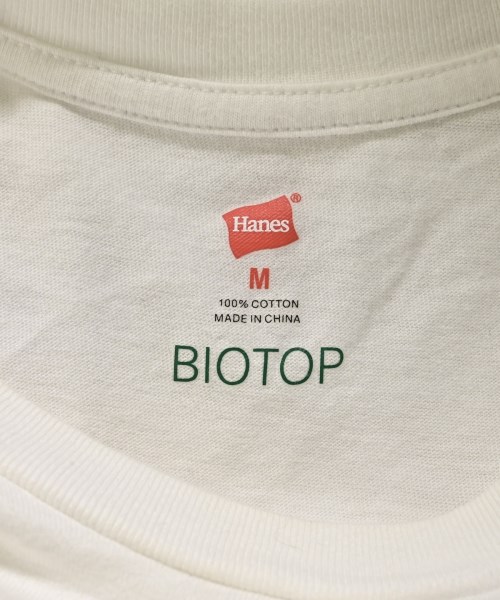 Hanes®
M
100% COTTON
MADE IN CHINA
BIOTOP